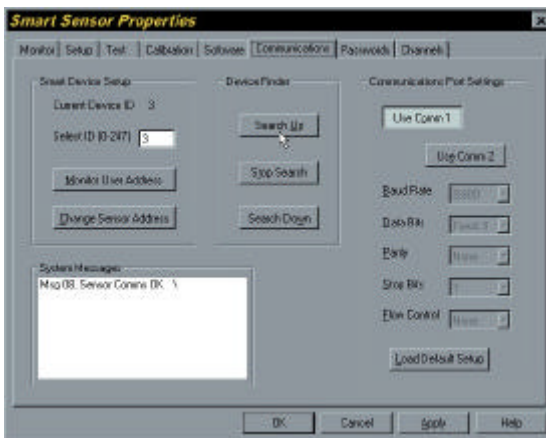 Smart Sensor Properties
Monitor Setup Test Calibration Software Communications Passwords Channels
Smart Device Setup
Current Device ID 3
Select ID (0-247) 3
Monitor User Address
Change Sensor Address
Device Finder
Search Up
Stop Search
Search Down
Communications Port Settings
Use Comm 1
Use Comm 2
Baud Rate 9600
Data Bits
Parity None
Stop Bits 1
Flow Control None
Load Default Setup
System Messages
Msg 08. Sensor Comms OK \
OK Cancel Apply Help